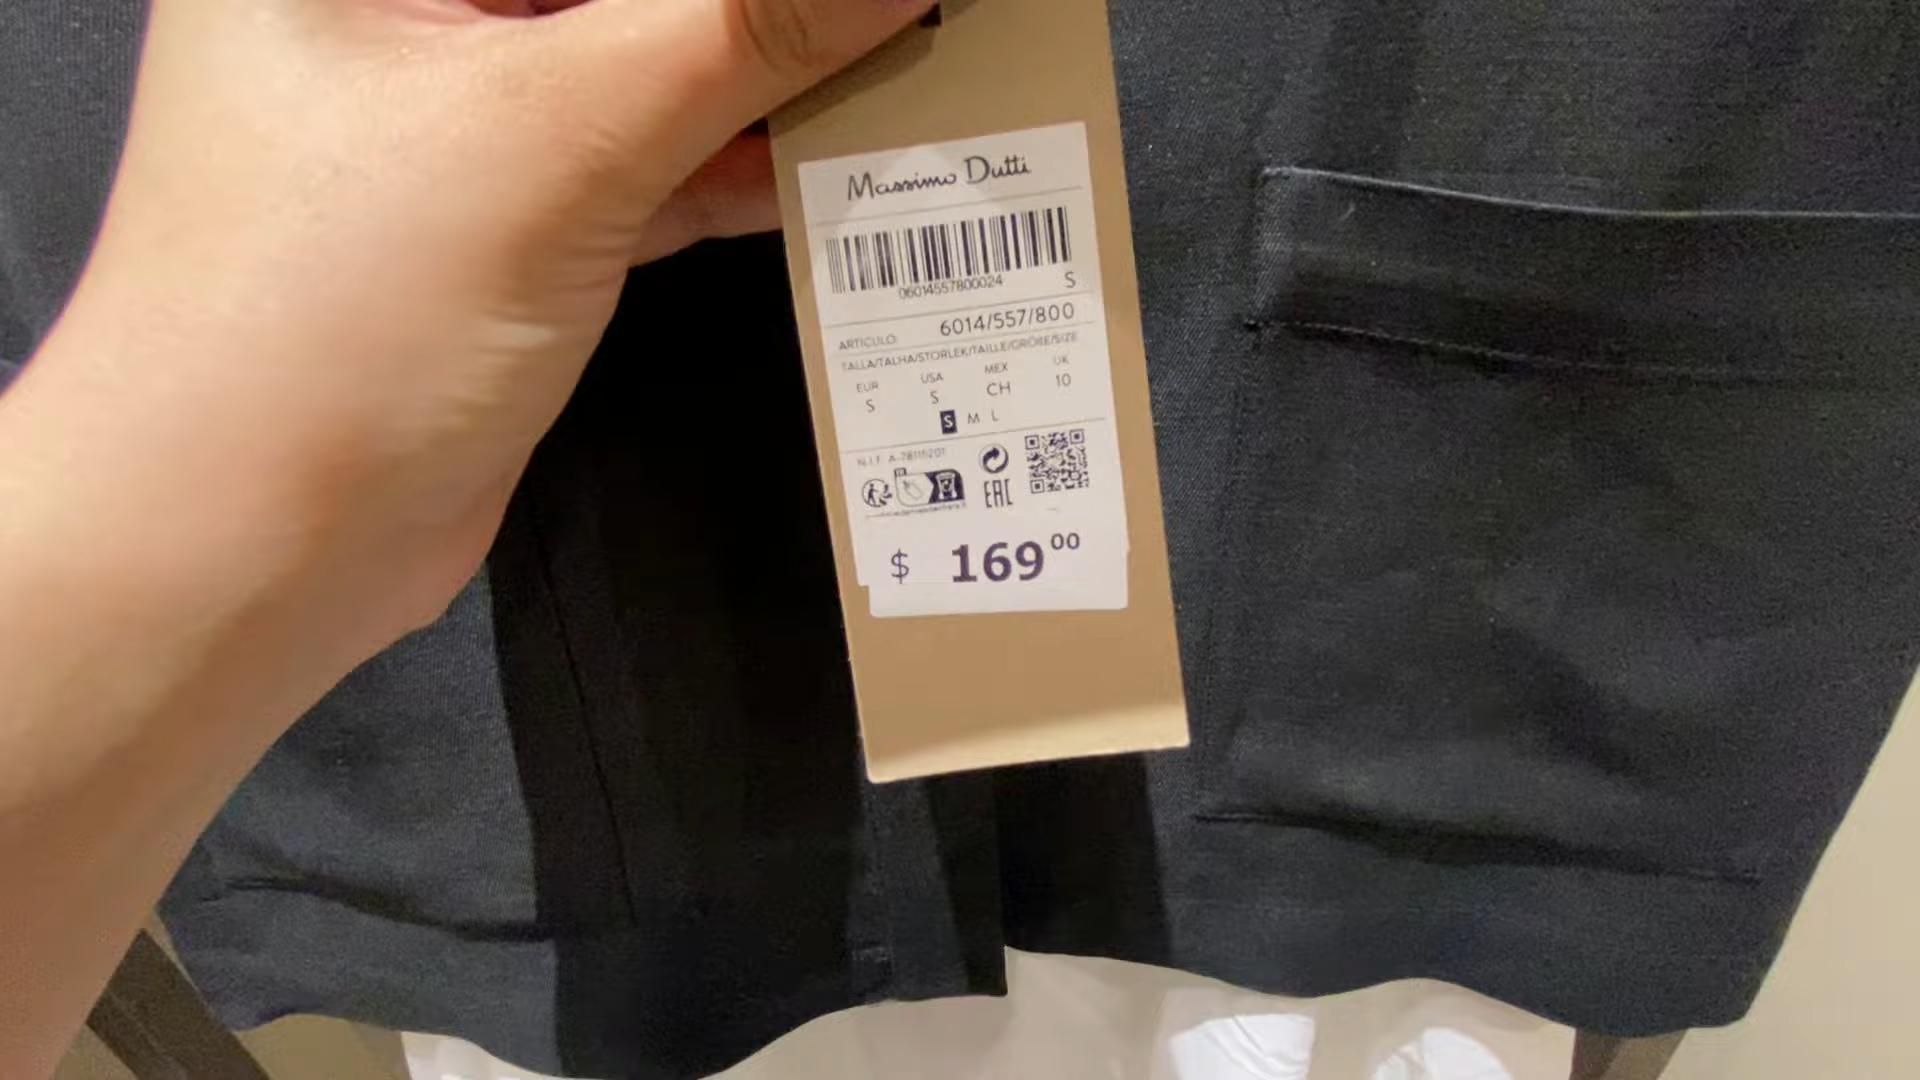 Massimo Dutti
06014557800024 S
ARTICULO: 6014/557/800
TALLA/TALHA/STORLEK/TAILLE/GRÖßE/SIZE
EUR USA MEX UK
S S CH 10
S M L
N.I.F. A-78115201
EAC
$ 169 00